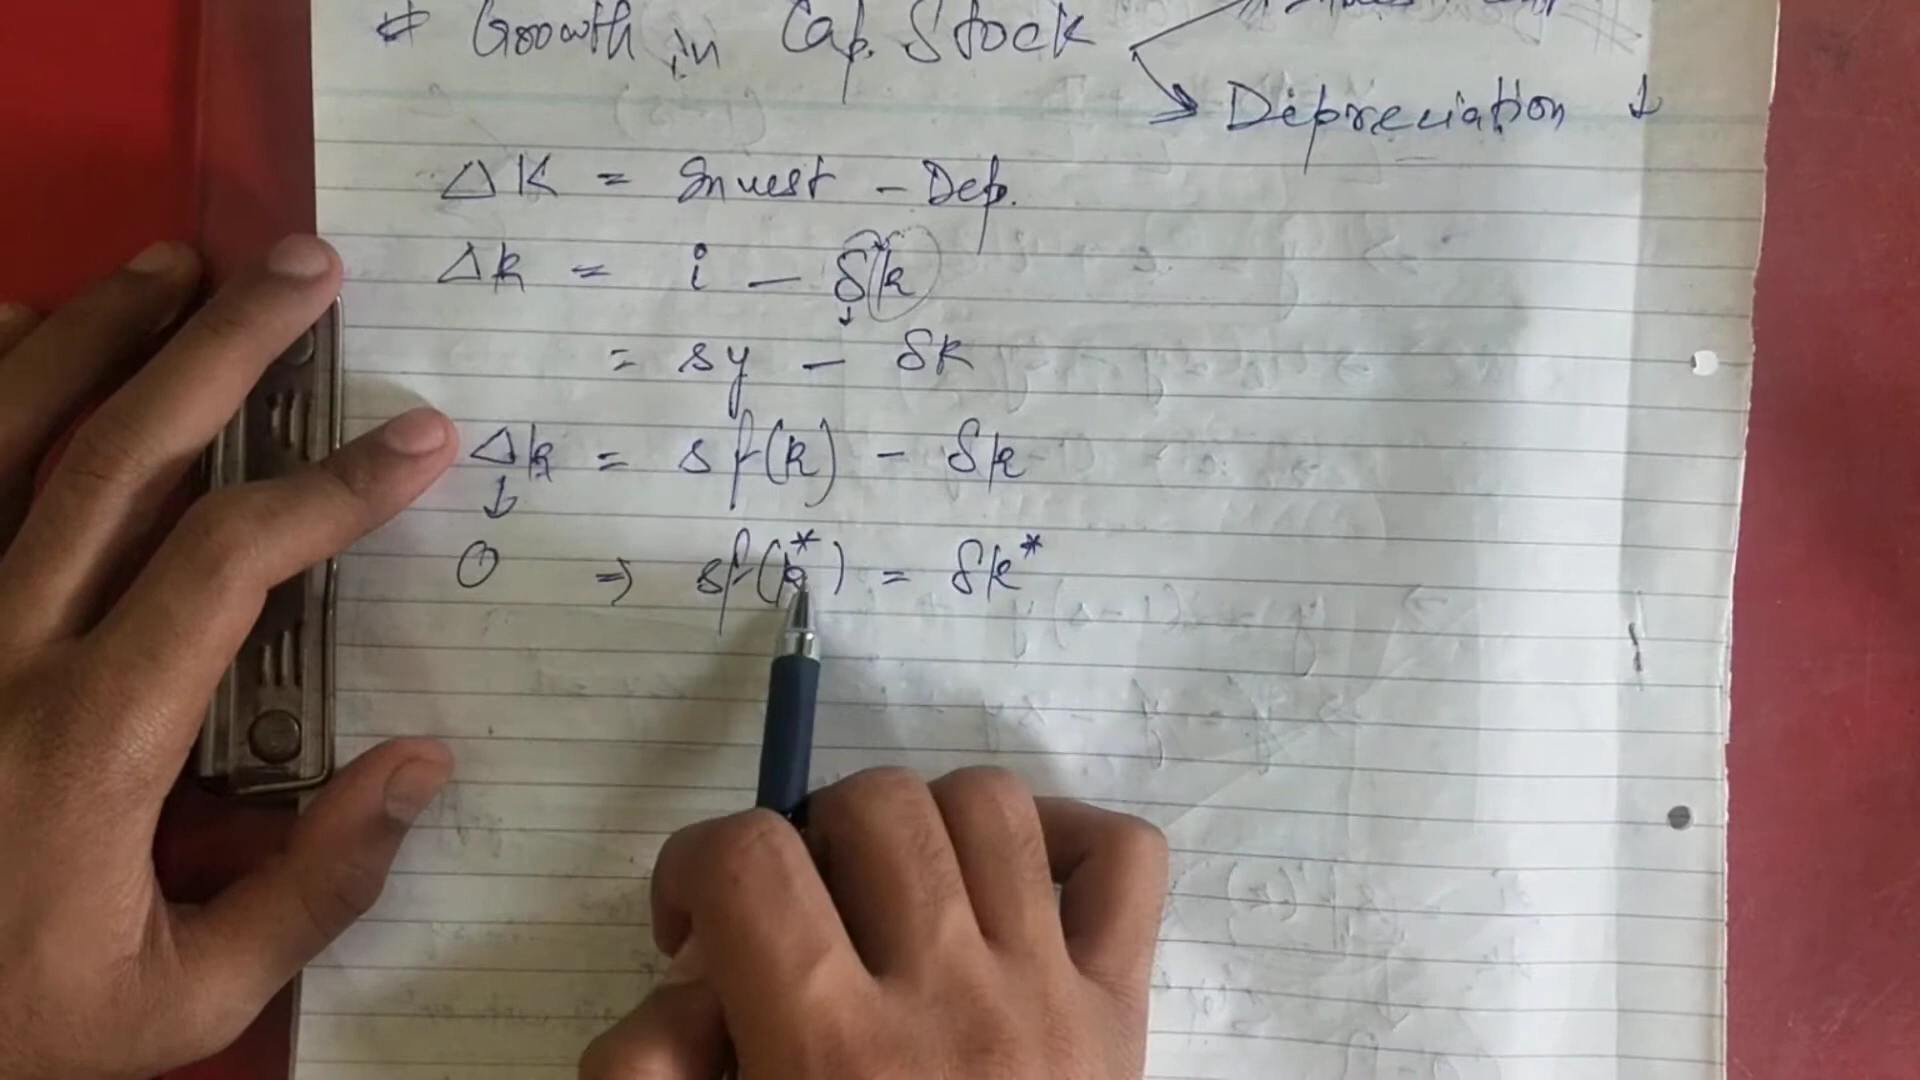 # Growth in Cap. Stock
→ Depreciation ↓
ΔK = Invest - Dep.
Δk = i - δk
↓
= sy - δk
Δk = sf(k) - δk
↓
0 ⇒ sf(k*) = δk*